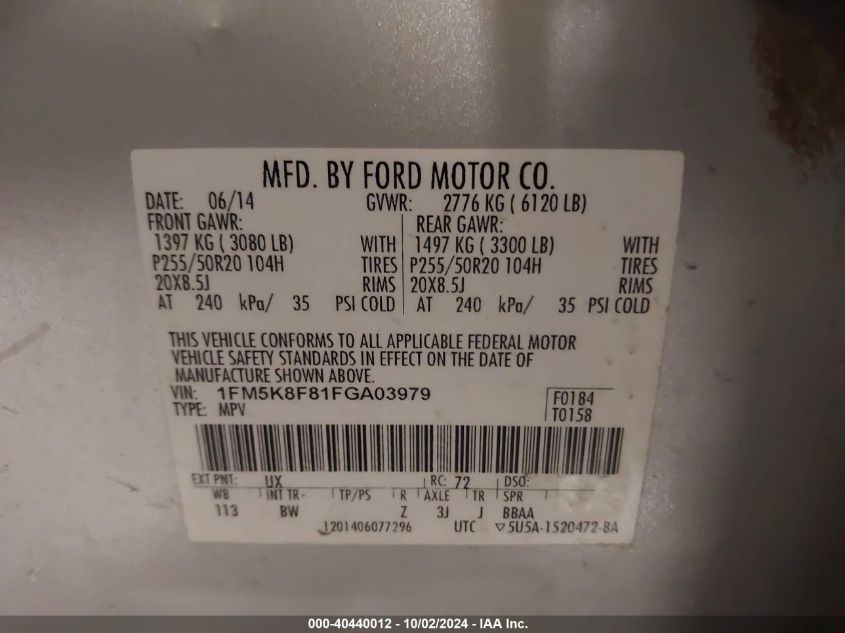 MFD. BY FORD MOTOR CO.
DATE: 06/14 GVWR: 2776 KG ( 6120 LB)
FRONT GAWR: REAR GAWR:
1397 KG ( 3080 LB) WITH 1497 KG ( 3300 LB) WITH
P255/50R20 104H TIRES P255/50R20 104H TIRES
20X8.5J RIMS 20X8.5J RIMS
AT 240 kPa/ 35 PSI COLD AT 240 kPa/ 35 PSI COLD
THIS VEHICLE CONFORMS TO ALL APPLICABLE FEDERAL MOTOR
VEHICLE SAFETY STANDARDS IN EFFECT ON THE DATE OF
MANUFACTURE SHOWN ABOVE.
VIN: 1FM5K8F81FGA03979 F0184
TYPE: MPV T0158
EXT PNT: UX RC: 72 DSO:
WB INT TR- TP/PS R AXLE TR SPR
113 BW Z 3J J BBAA
1201406077296 UTC ▽5U5A-1520472-BA
000-40440012 - 10/02/2024 - IAA Inc.